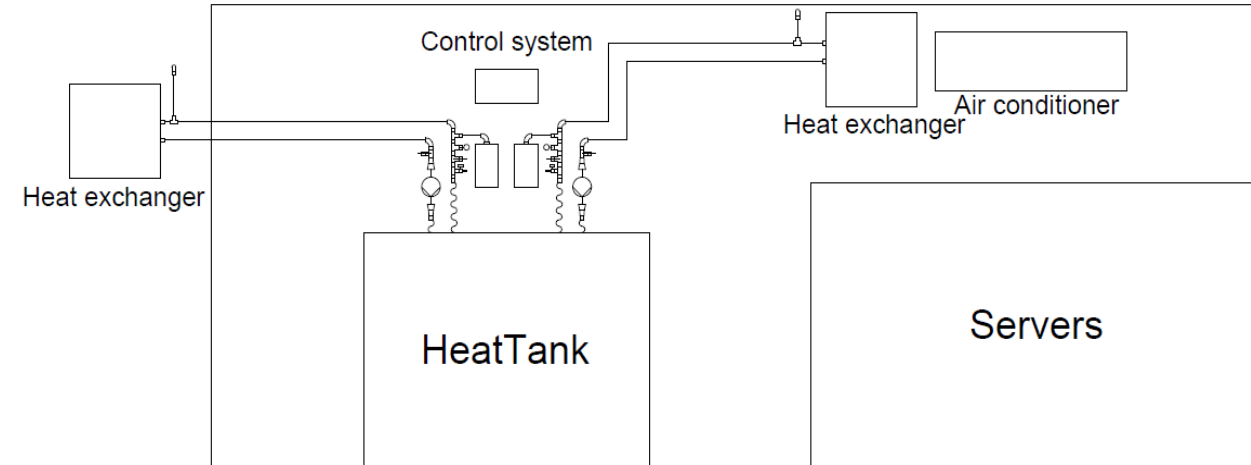 Control system
Air conditioner
Heat exchanger
Heat exchanger
HeatTank
Servers